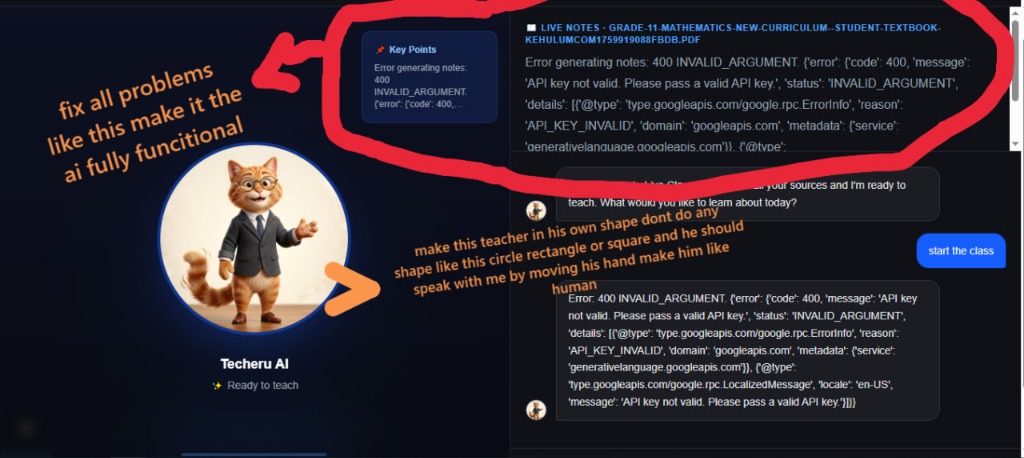 📌 Key Points
Error generating notes:
400
INVALID_ARGUMENT.
{'error': {'code': 400,...
📖 LIVE NOTES - GRADE-11-MATHEMATICS-NEW-CURRICULUM--STUDENT-TEXTBOOK-
KEHULUMCOM1759919088FBDB.PDF
Error generating notes: 400 INVALID_ARGUMENT. {'error': {'code': 400, 'message':
'API key not valid. Please pass a valid API key.', 'status': 'INVALID_ARGUMENT',
'details': [{'@type': 'type.googleapis.com/google.rpc.ErrorInfo', 'reason':
'API_KEY_INVALID', 'domain': 'googleapis.com', 'metadata': {'service':
'generativelanguage.googleapis.com'}}, {'@type':
fix all problems
like this make it the
ai fully funcitional
your sources and I'm ready to
teach. What would you like to learn about today?
make this teacher in his own shape dont do any
shape like this circle rectangle or square and he should
speak with me by moving his hand make him like
human
start the class
Error: 400 INVALID_ARGUMENT. {'error': {'code': 400, 'message': 'API key
not valid. Please pass a valid API key.', 'status': 'INVALID_ARGUMENT',
'details': [{'@type': 'type.googleapis.com/google.rpc.ErrorInfo', 'reason':
'API_KEY_INVALID', 'domain': 'googleapis.com', 'metadata': {'service':
'generativelanguage.googleapis.com'}}, {'@type':
'type.googleapis.com/google.rpc.LocalizedMessage', 'locale': 'en-US',
'message': 'API key not valid. Please pass a valid API key.'}]}}
Techeru AI
✨ Ready to teach